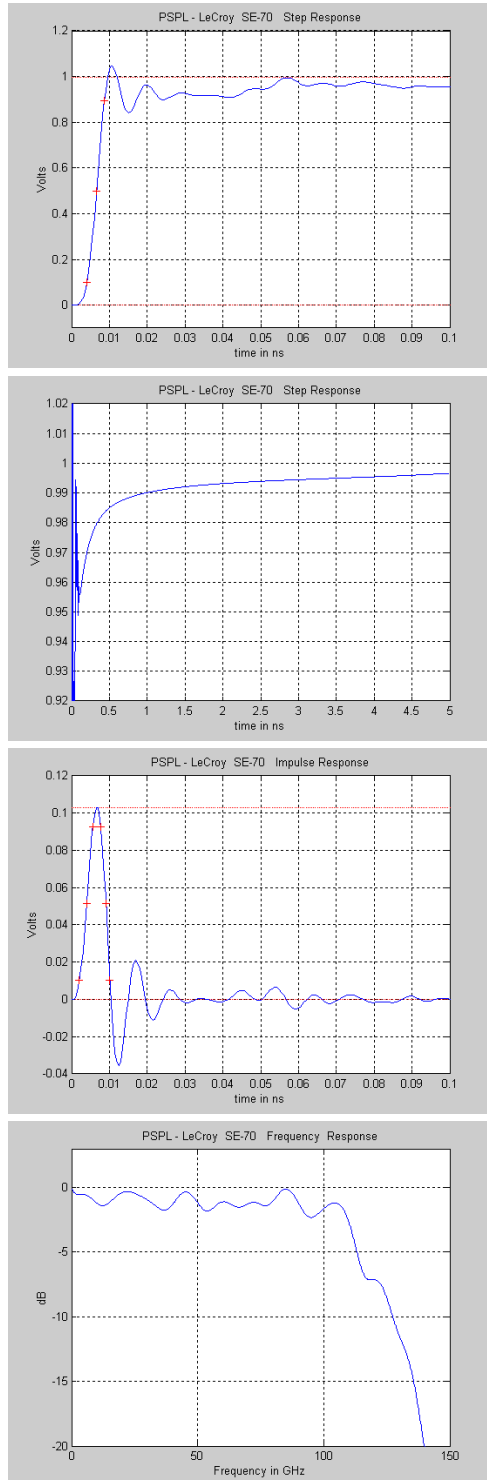 PSPL - LeCroy SE-70 Step Response
1.2
1
0.8
0.6
0.4
0.2
0
Volts
0 0.01 0.02 0.03 0.04 0.05 0.06 0.07 0.08 0.09 0.1
time in ns
PSPL - LeCroy SE-70 Step Response
1.02
1.01
1
0.99
0.98
0.97
0.96
0.95
0.94
0.93
0.92
Volts
0 0.5 1 1.5 2 2.5 3 3.5 4 4.5 5
time in ns
PSPL - LeCroy SE-70 Impulse Response
0.12
0.1
0.08
0.06
0.04
0.02
0
-0.02
-0.04
Volts
0 0.01 0.02 0.03 0.04 0.05 0.06 0.07 0.08 0.09 0.1
time in ns
PSPL - LeCroy SE-70 Frequency Response
0
-5
-10
-15
-20
dB
0 50 100 150
Frequency in GHz